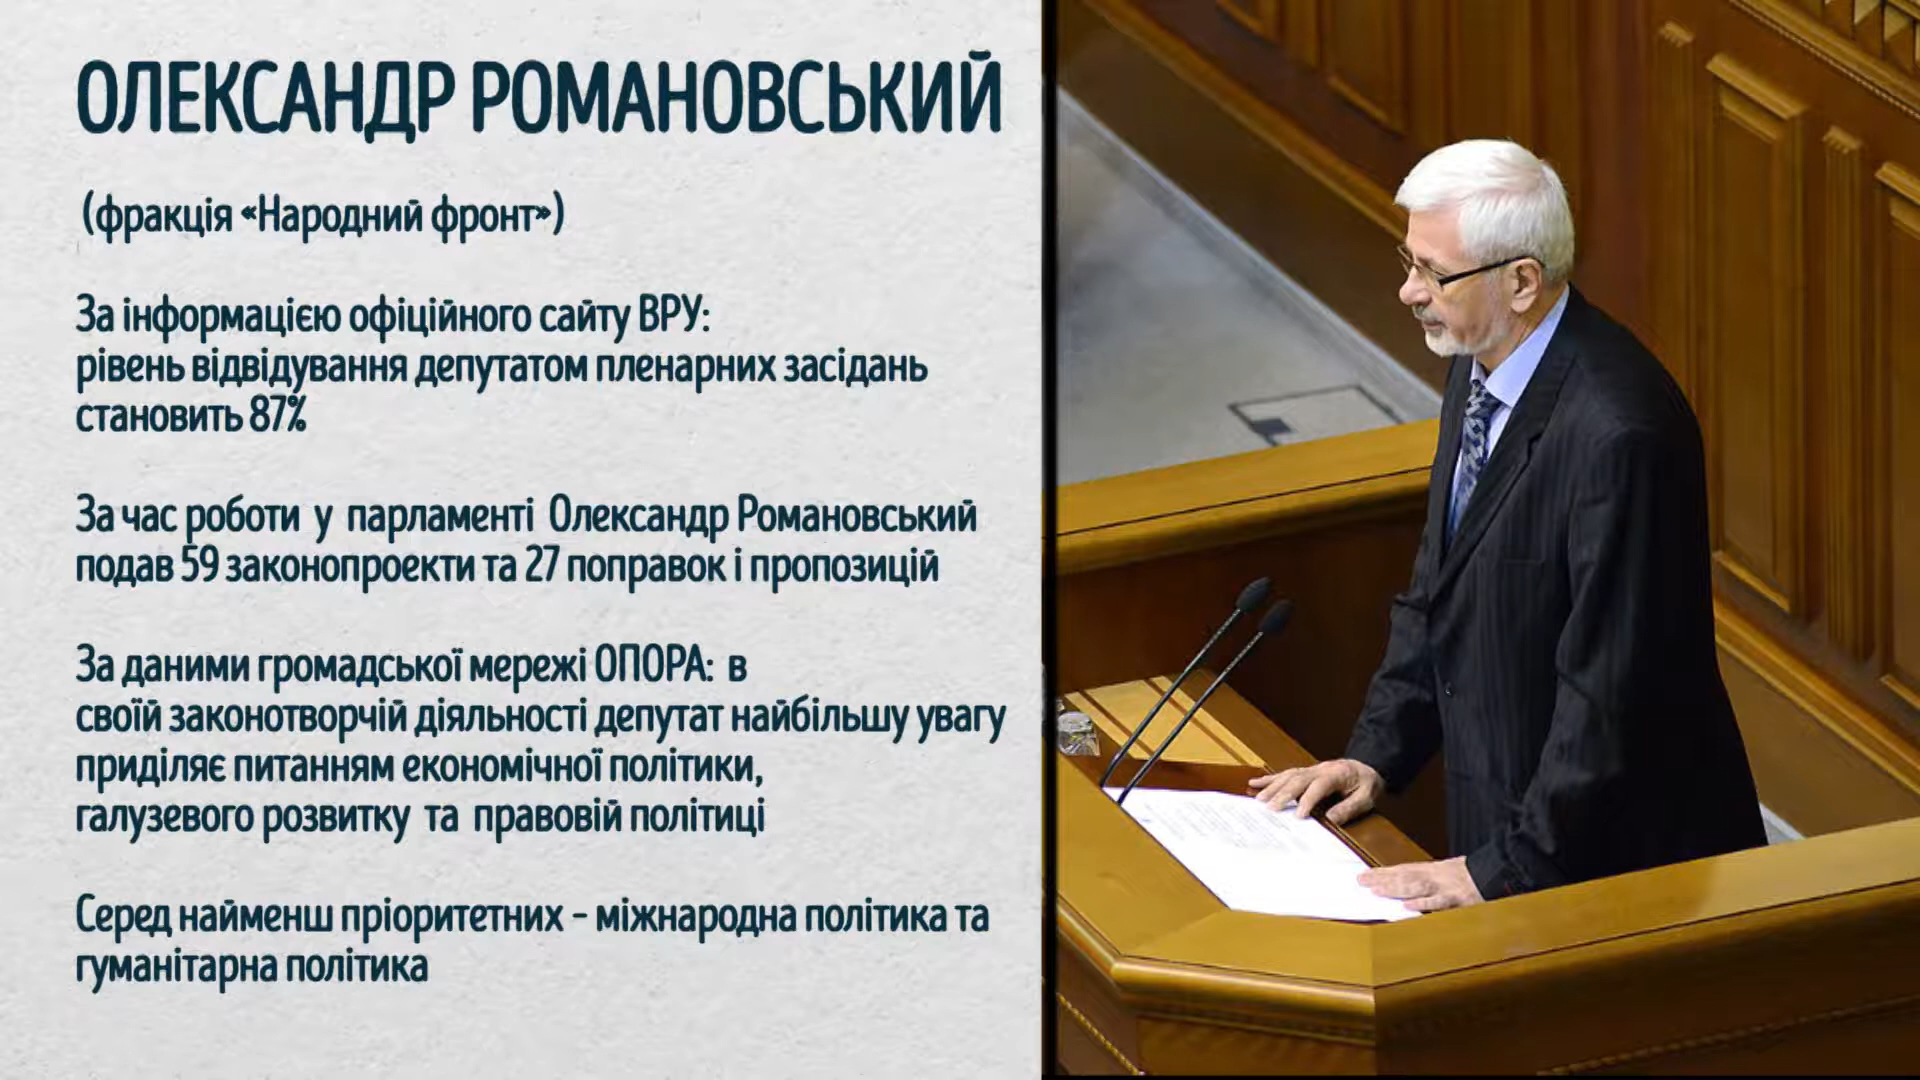 ОЛЕКСАНДР РОМАНОВСЬКИЙ
(фракція «Народний фронт»)
За інформацією офіційного сайту ВРУ:
рівень відвідування депутатом пленарних засідань
становить 87%
За час роботи у парламенті Олександр Романовський
подав 59 законопроекти та 27 поправок і пропозицій
За даними громадської мережі ОПОРА: в
своїй законотворчій діяльності депутат найбільшу увагу
приділяє питанням економічної політики,
галузевого розвитку та правовій політиці
Серед найменш пріоритетних - міжнародна політика та
гуманітарна політика